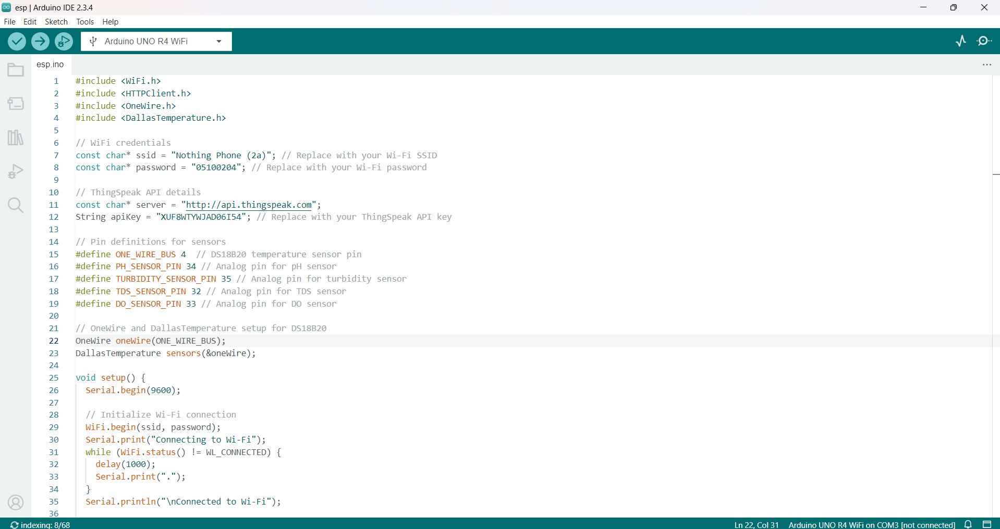 esp | Arduino IDE 2.3.4
File Edit Sketch Tools Help
Arduino UNO R4 WiFi
esp.ino
1 #include <WiFi.h>
2 #include <HTTPClient.h>
3 #include <OneWire.h>
4 #include <DallasTemperature.h>
5
6 // WiFi credentials
7 const char* ssid = "Nothing Phone (2a)"; // Replace with your Wi-Fi SSID
8 const char* password = "05100204"; // Replace with your Wi-Fi password
9
10 // ThingSpeak API details
11 const char* server = "http://api.thingspeak.com";
12 String apiKey = "XUF8WTYWJAD06I54"; // Replace with your ThingSpeak API key
13
14 // Pin definitions for sensors
15 #define ONE_WIRE_BUS 4  // DS18B20 temperature sensor pin
16 #define PH_SENSOR_PIN 34 // Analog pin for pH sensor
17 #define TURBIDITY_SENSOR_PIN 35 // Analog pin for turbidity sensor
18 #define TDS_SENSOR_PIN 32 // Analog pin for TDS sensor
19 #define DO_SENSOR_PIN 33 // Analog pin for DO sensor
20
21 // OneWire and DallasTemperature setup for DS18B20
22 OneWire oneWire(ONE_WIRE_BUS);
23 DallasTemperature sensors(&oneWire);
24
25 void setup() {
26   Serial.begin(9600);
27
28   // Initialize Wi-Fi connection
29   WiFi.begin(ssid, password);
30   Serial.print("Connecting to Wi-Fi");
31   while (WiFi.status() != WL_CONNECTED) {
32     delay(1000);
33     Serial.print(".");
34   }
35   Serial.println("\nConnected to Wi-Fi");
36
indexing: 8/68 Ln 22, Col 31 Arduino UNO R4 WiFi on COM3 [not connected]